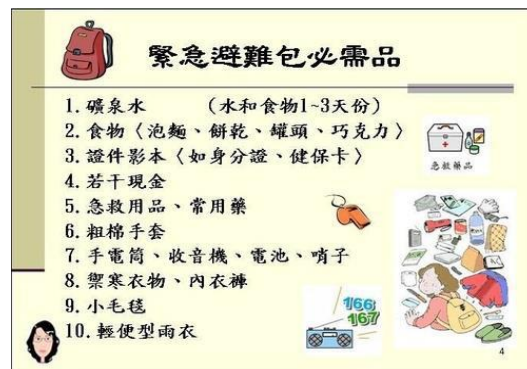 緊急避難包必需品
1. 礦泉水 （水和食物1~3天份）
2. 食物〈泡麵、餅乾、罐頭、巧克力〉
3. 證件影本〈如身分證、健保卡〉
4. 若干現金
5. 急救用品、常用藥
6. 粗棉手套
7. 手電筒、收音機、電池、哨子
8. 禦寒衣物、內衣褲
9. 小毛毯
10. 輕便型雨衣
急救藥品
166
167
4